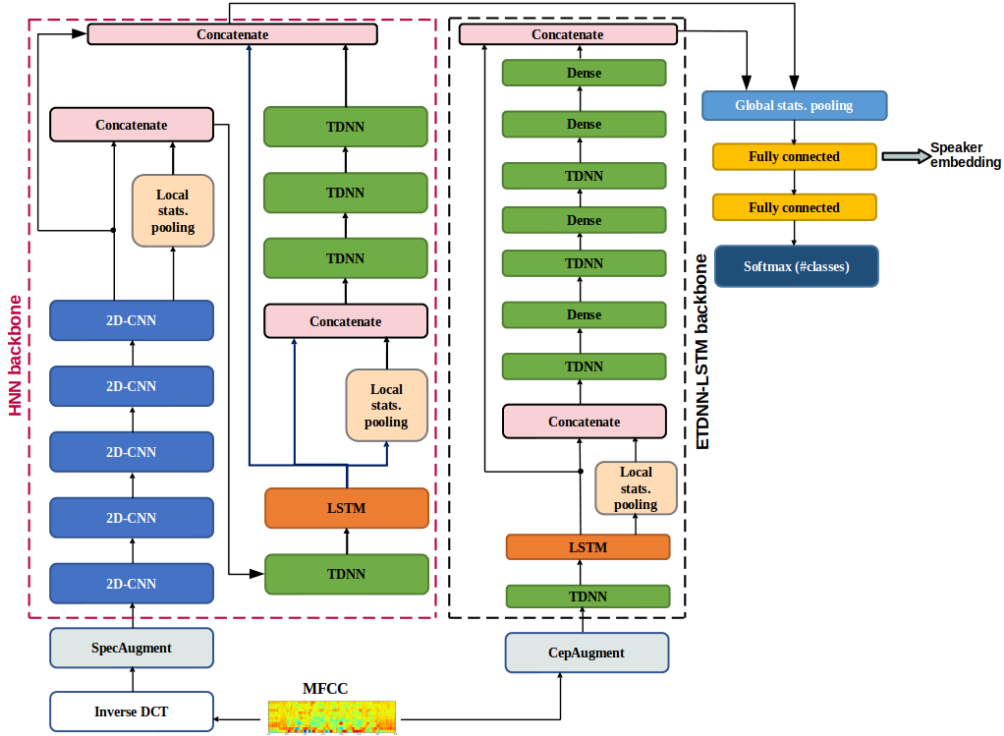 Concatenate
Concatenate
Local
stats.
pooling
2D-CNN
2D-CNN
2D-CNN
2D-CNN
2D-CNN
SpecAugment
Inverse DCT
HNN backbone
TDNN
TDNN
TDNN
Concatenate
Local
stats.
pooling
LSTM
TDNN
MFCC
Concatenate
Dense
Dense
TDNN
Dense
TDNN
Dense
TDNN
Concatenate
Local
stats.
pooling
LSTM
TDNN
CepAugment
ETDNN-LSTM backbone
Global stats. pooling
Fully connected
Speaker
embedding
Fully connected
Softmax (#classes)